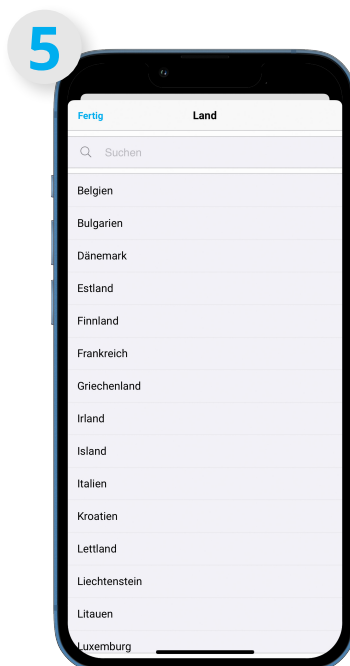 5
Fertig Land
Suchen
Belgien
Bulgarien
Dänemark
Estland
Finnland
Frankreich
Griechenland
Irland
Island
Italien
Kroatien
Lettland
Liechtenstein
Litauen
Luxemburg